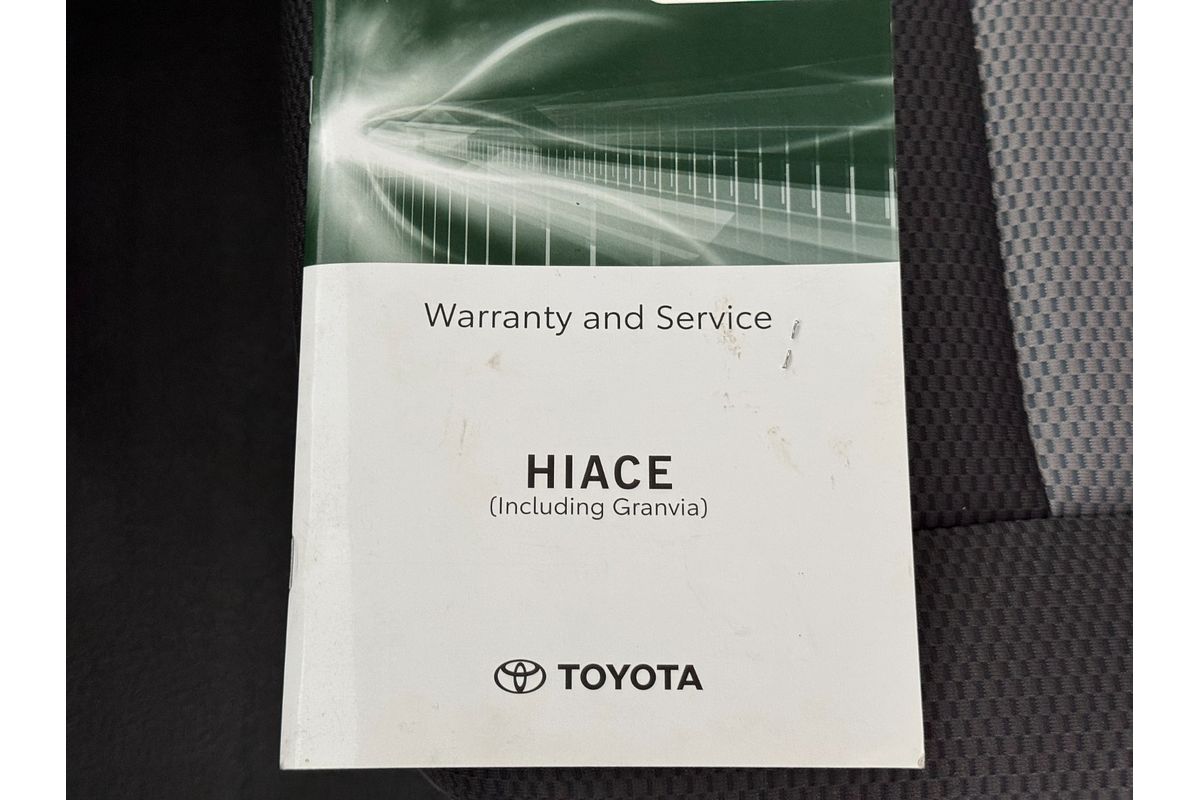 Warranty and Service
HIACE
(Including Granvia)
TOYOTA